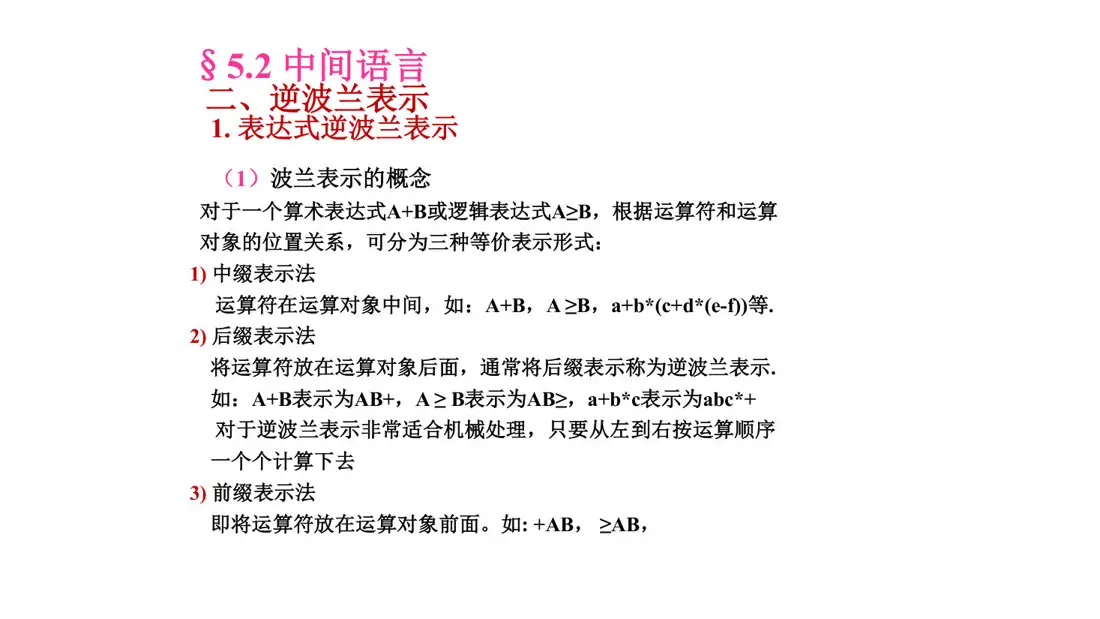 § 5.2 中间语言
二、逆波兰表示
1. 表达式逆波兰表示
（1）波兰表示的概念
对于一个算术表达式A+B或逻辑表达式A≥B，根据运算符和运算
对象的位置关系，可分为三种等价表示形式：
1) 中缀表示法
运算符在运算对象中间，如：A+B，A ≥B，a+b*(c+d*(e-f))等.
2) 后缀表示法
将运算符放在运算对象后面，通常将后缀表示称为逆波兰表示.
如：A+B表示为AB+，A ≥ B表示为AB≥，a+b*c表示为abc*+
对于逆波兰表示非常适合机械处理，只要从左到右按运算顺序
一个个计算下去
3) 前缀表示法
即将运算符放在运算对象前面。如: +AB， ≥AB，